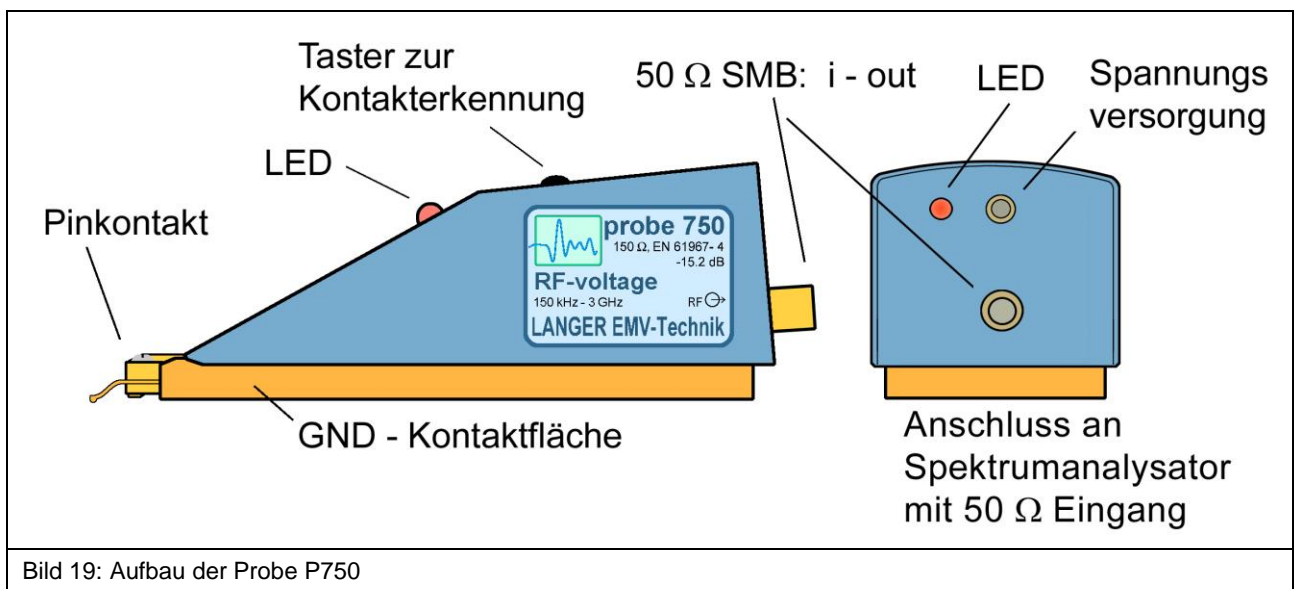 Taster zur
Kontakterkennung
LED
Pinkontakt
50 Ω SMB: i - out
LED
Spannungs
versorgung
probe 750
150 Ω, EN 61967- 4
-15.2 dB
RF-voltage
150 kHz - 3 GHz
RF
LANGER EMV-Technik
GND - Kontaktfläche
Anschluss an
Spektrumanalysator
mit 50 Ω Eingang
Bild 19: Aufbau der Probe P750